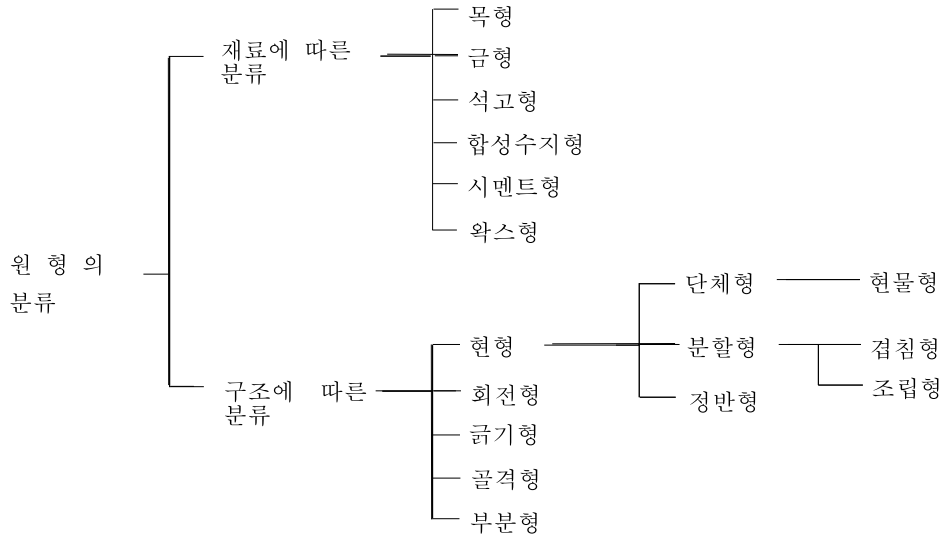 원 형 의
분류
재료에 따른
분류
목형
금형
석고형
합성수지형
시멘트형
왁스형
구조에 따른
분류
현형
회전형
긁기형
골격형
부분형
단체형
분할형
정반형
현물형
겹침형
조립형